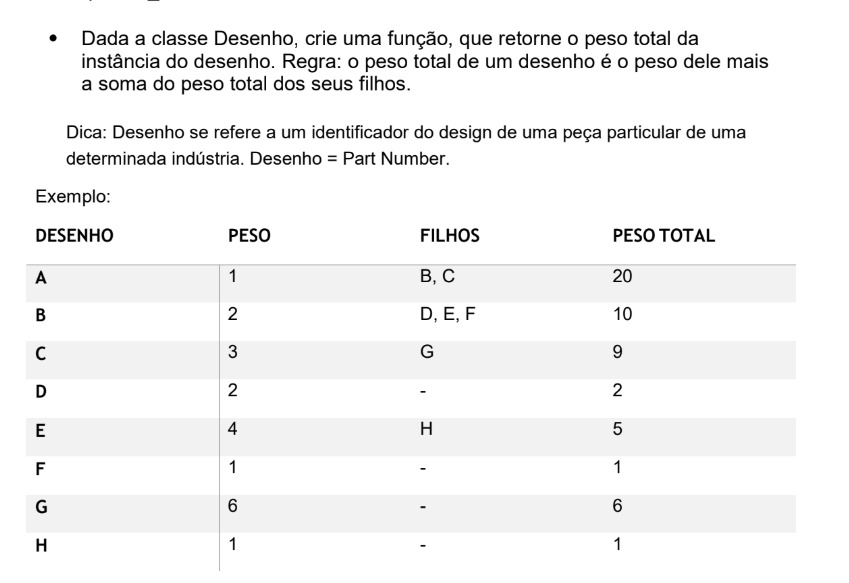 • Dada a classe Desenho, crie uma função, que retorne o peso total da
instância do desenho. Regra: o peso total de um desenho é o peso dele mais
a soma do peso total dos seus filhos.
Dica: Desenho se refere a um identificador do design de uma peça particular de uma
determinada indústria. Desenho = Part Number.
Exemplo:
DESENHO PESO FILHOS PESO TOTAL
A 1 B, C 20
B 2 D, E, F 10
C 3 G 9
D 2 - 2
E 4 H 5
F 1 - 1
G 6 - 6
H 1 - 1